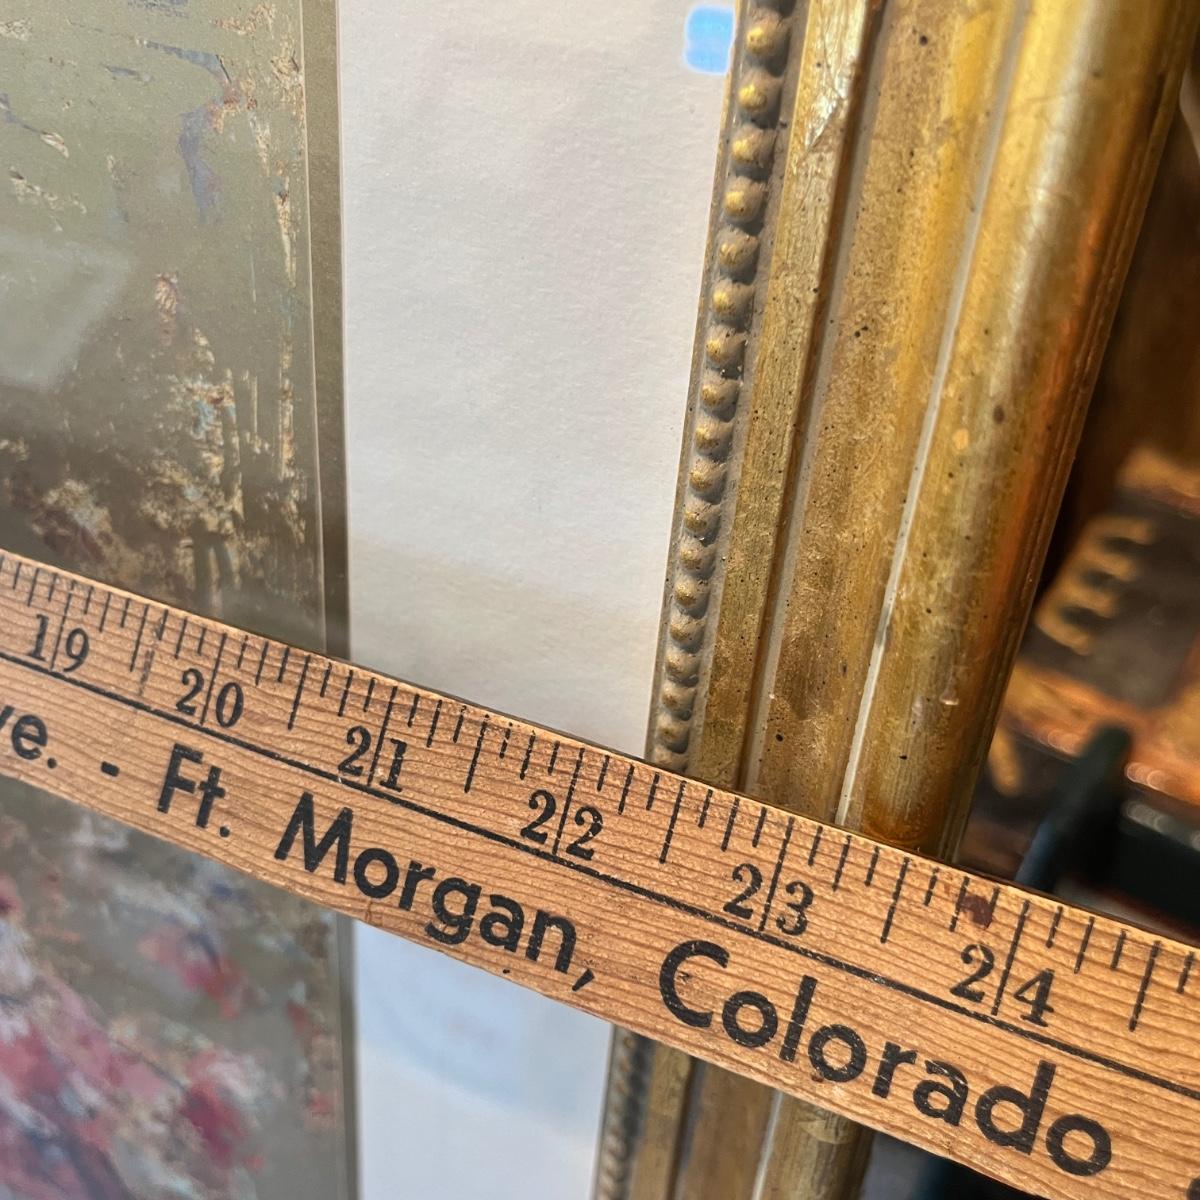 19 20 21 22 23 24
ve. - Ft. Morgan, Colorado